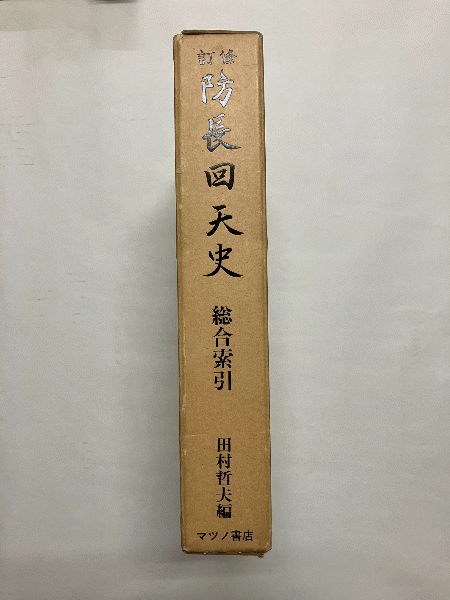 訂修
防長回天史
総合索引
田村哲夫編
マツノ書店